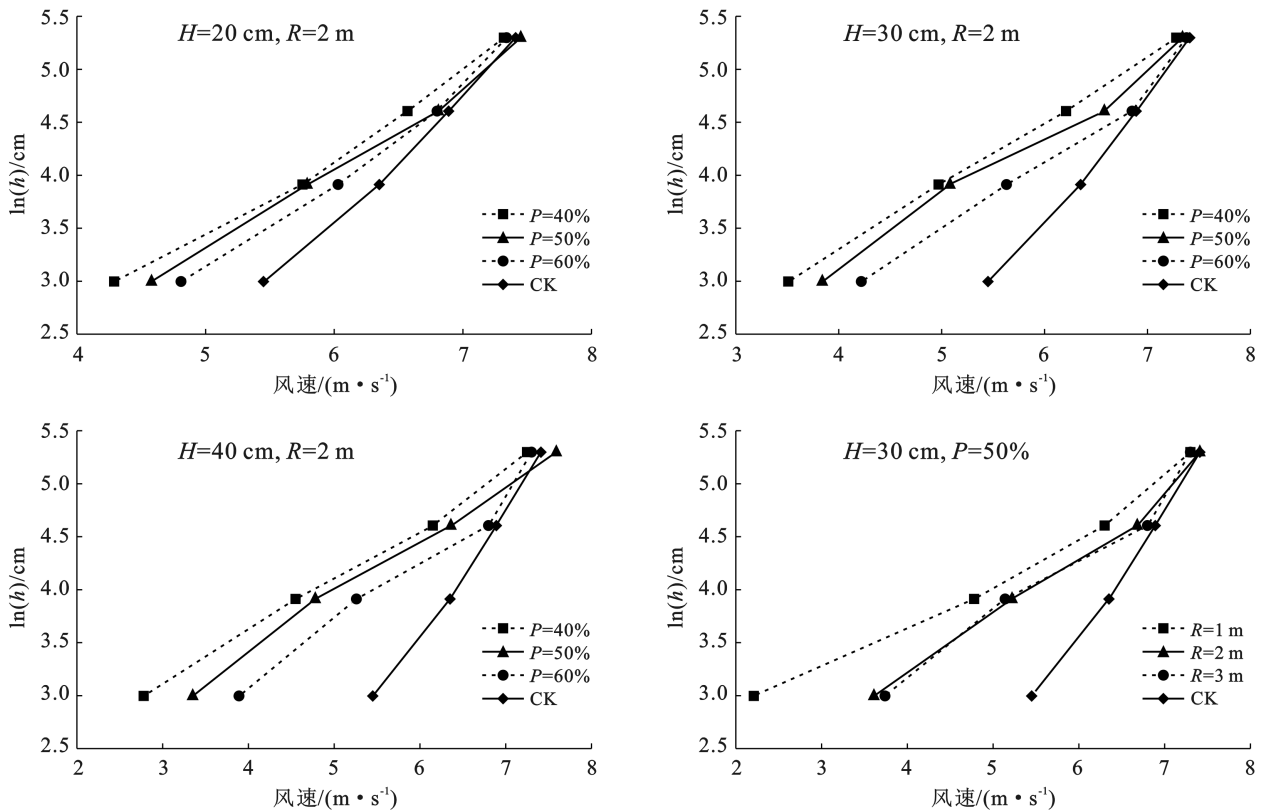 H=20 cm, R=2 m
5.5
5.0
4.5
4.0
3.5
3.0
2.5
ln(h)/cm
P=40%
P=50%
P=60%
CK
4 5 6 7 8
风速/(m·s⁻¹)
H=30 cm, R=2 m
5.5
5.0
4.5
4.0
3.5
3.0
2.5
ln(h)/cm
P=40%
P=50%
P=60%
CK
3 4 5 6 7 8
风速/(m·s⁻¹)
H=40 cm, R=2 m
5.5
5.0
4.5
4.0
3.5
3.0
2.5
ln(h)/cm
P=40%
P=50%
P=60%
CK
2 3 4 5 6 7 8
风速/(m·s⁻¹)
H=30 cm, P=50%
5.5
5.0
4.5
4.0
3.5
3.0
2.5
ln(h)/cm
R=1 m
R=2 m
R=3 m
CK
2 3 4 5 6 7 8
风速/(m·s⁻¹)